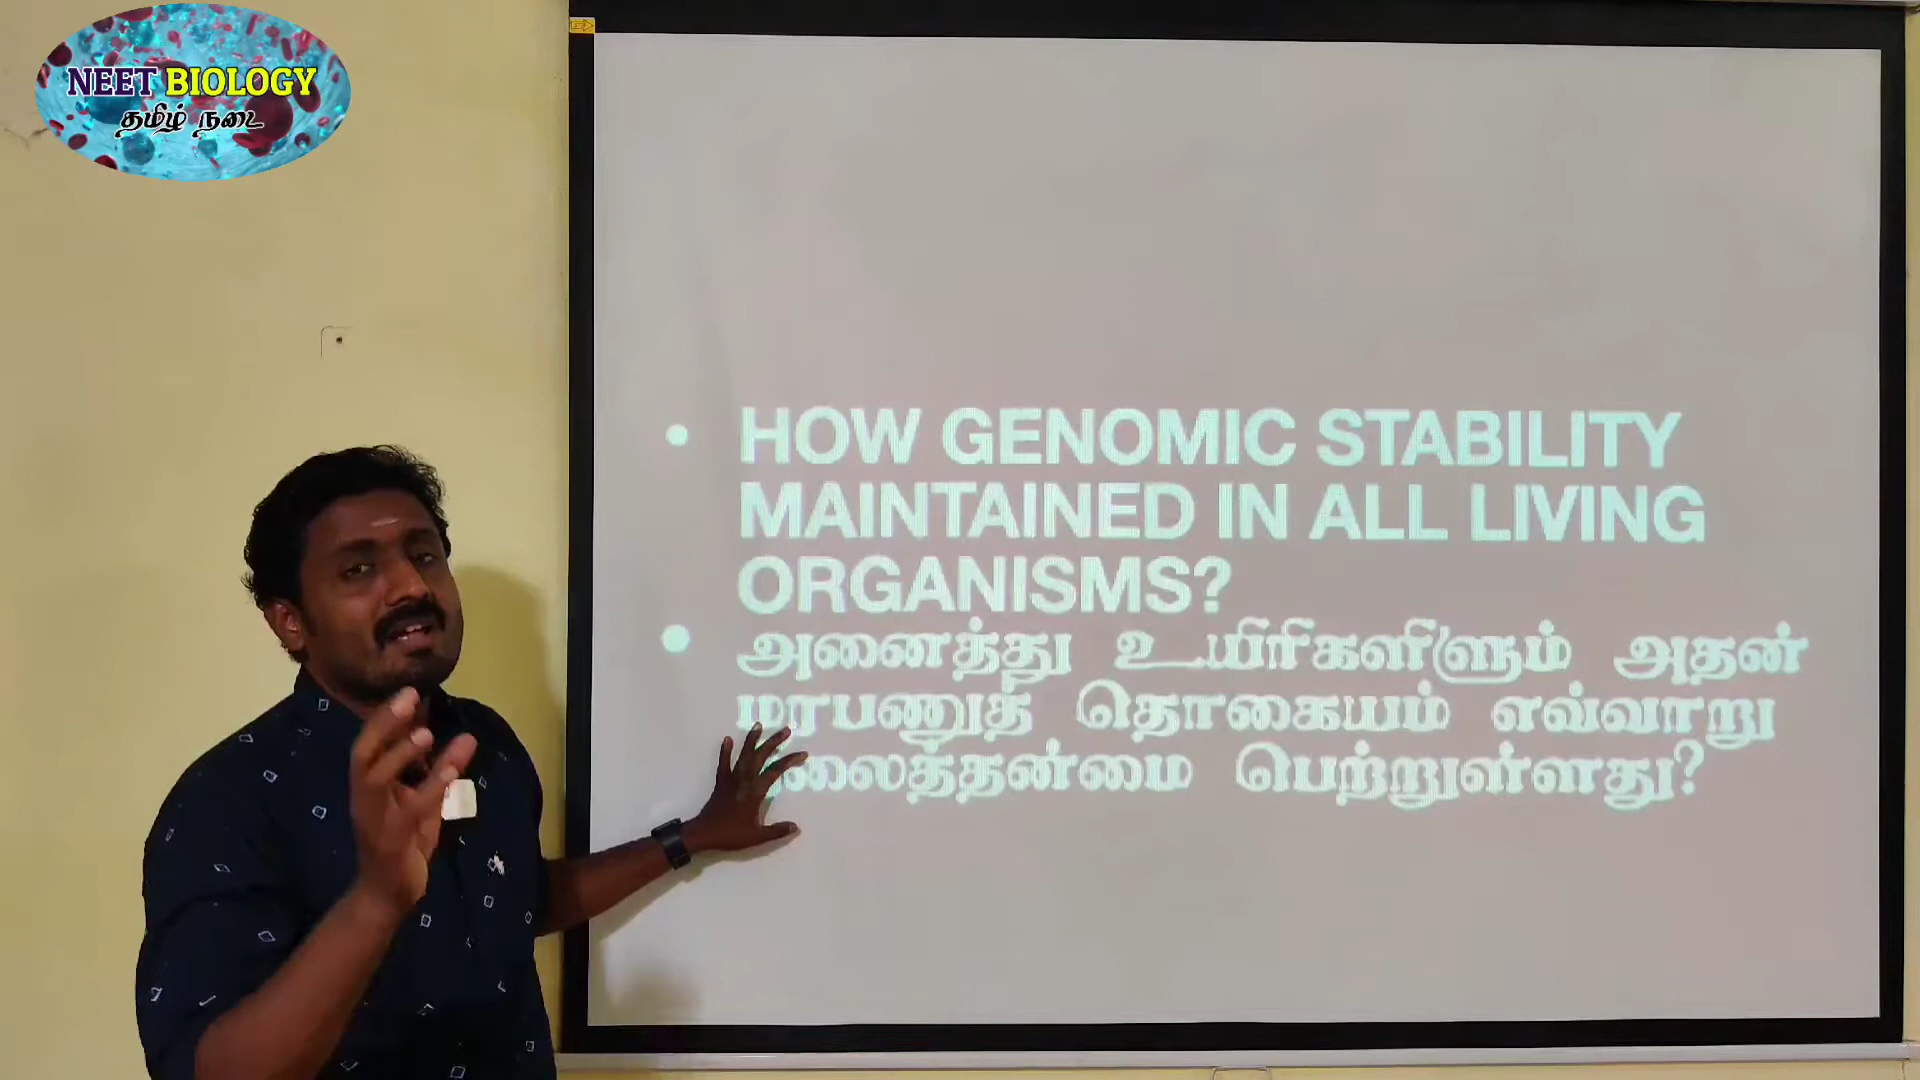 NEET BIOLOGY
தமிழ் நடை
• HOW GENOMIC STABILITY
MAINTAINED IN ALL LIVING
ORGANISMS?
• அனைத்து உயிரிகளிளும் அதன்
மரபணுத் தொகையம் எவ்வாறு
நிலைத்தன்மை பெற்றுள்ளது?